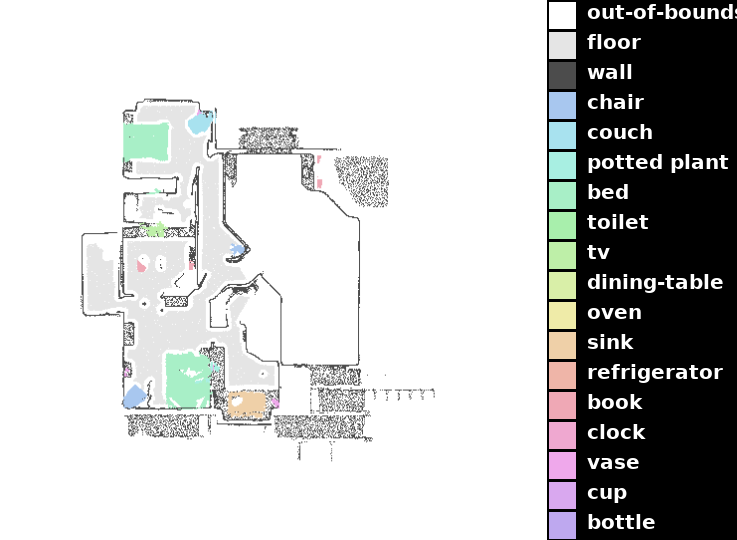 out-of-bounds
floor
wall
chair
couch
potted plant
bed
toilet
tv
dining-table
oven
sink
refrigerator
book
clock
vase
cup
bottle